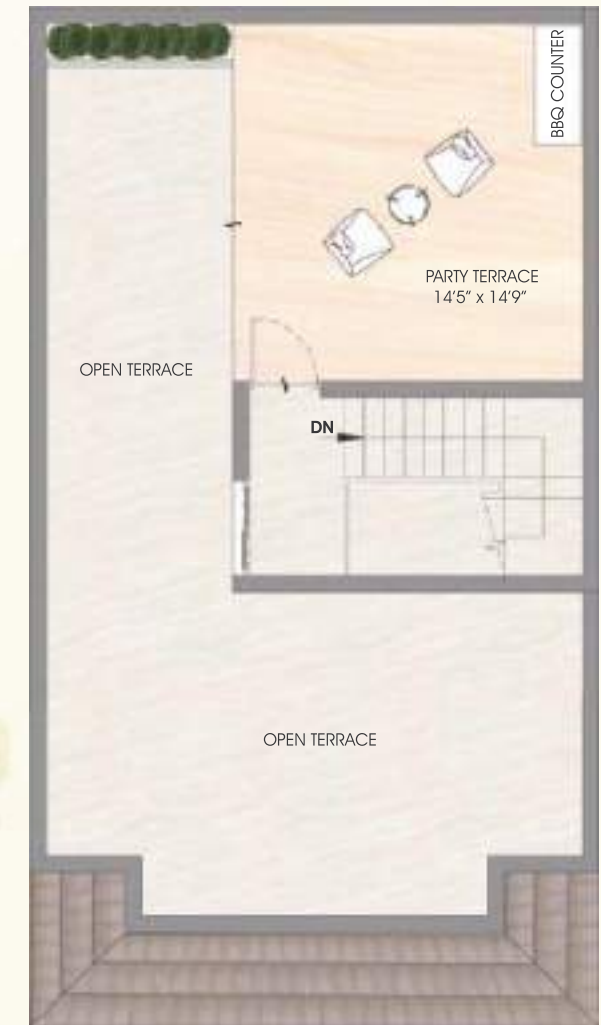 BBQ COUNTER
PARTY TERRACE
14'5" x 14'9"
OPEN TERRACE
DN
OPEN TERRACE